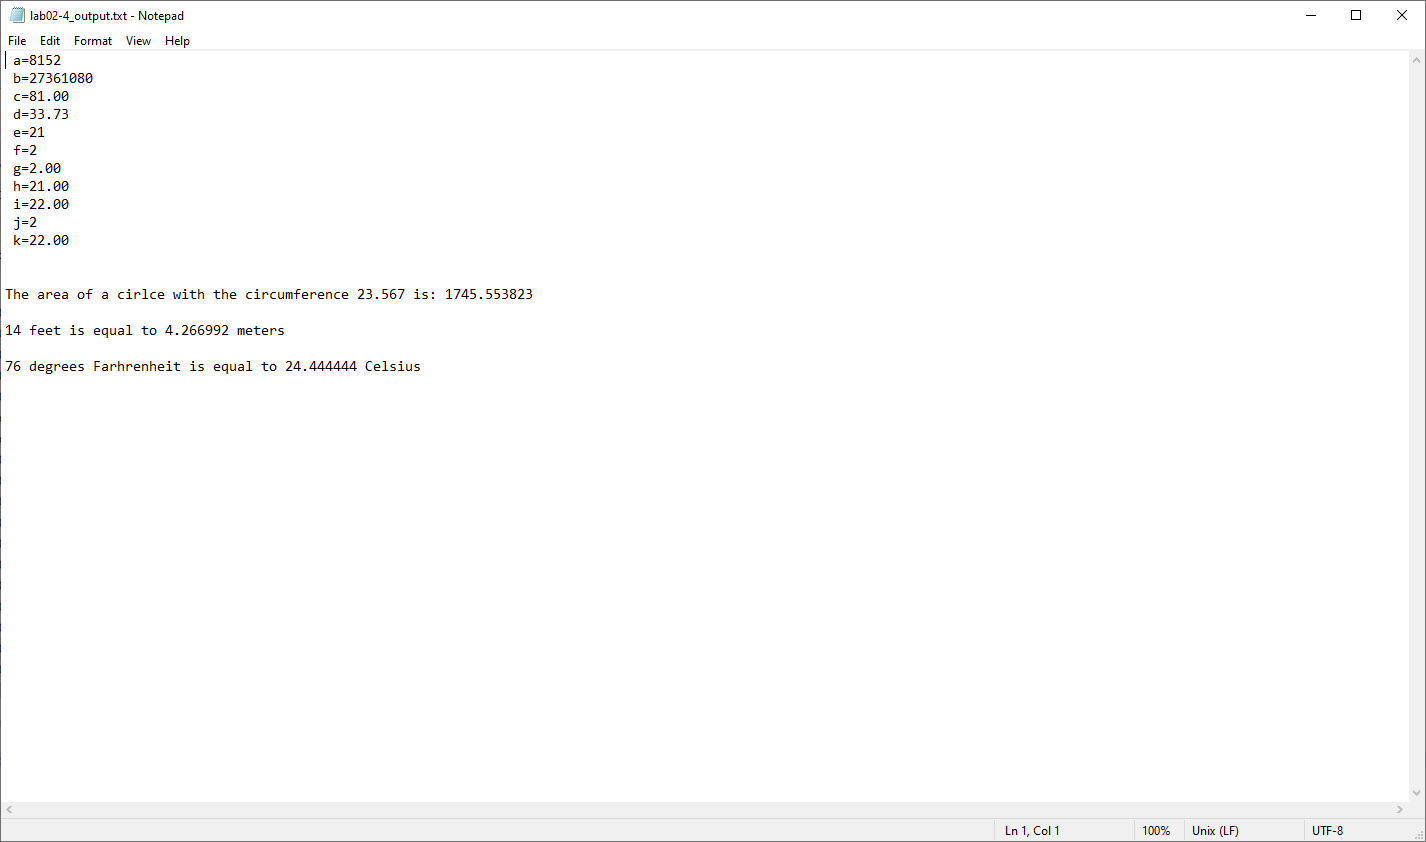 lab02-4_output.txt - Notepad
File Edit Format View Help
a=8152
b=27361080
c=81.00
d=33.73
e=21
f=2
g=2.00
h=21.00
i=22.00
j=2
k=22.00
The area of a cirlce with the circumference 23.567 is: 1745.553823
14 feet is equal to 4.266992 meters
76 degrees Farhrenheit is equal to 24.444444 Celsius
Ln 1, Col 1 100% Unix (LF) UTF-8